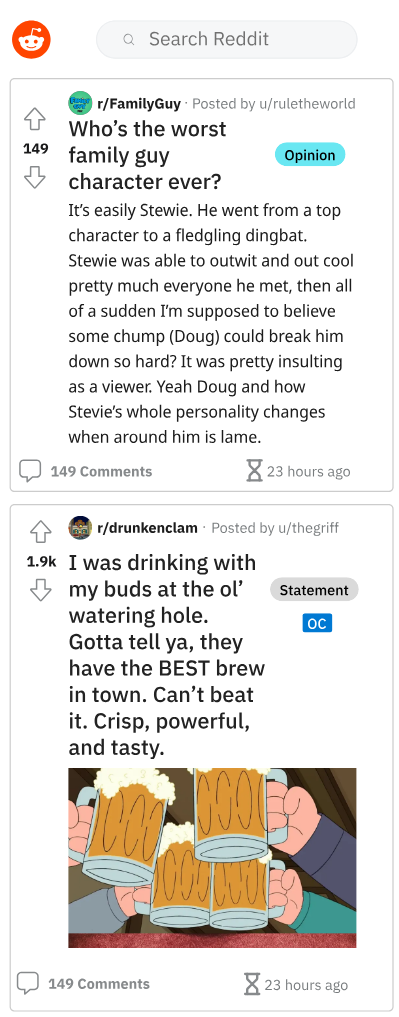 Search Reddit
r/FamilyGuy · Posted by u/ruletheworld
149
Who's the worst
family guy
character ever?
Opinion
It's easily Stewie. He went from a top
character to a fledgling dingbat.
Stewie was able to outwit and out cool
pretty much everyone he met, then all
of a sudden I'm supposed to believe
some chump (Doug) could break him
down so hard? It was pretty insulting
as a viewer. Yeah Doug and how
Stevie's whole personality changes
when around him is lame.
149 Comments
23 hours ago
r/drunkenclam · Posted by u/thegriff
1.9k
I was drinking with
my buds at the ol'
watering hole.
Gotta tell ya, they
have the BEST brew
in town. Can't beat
it. Crisp, powerful,
and tasty.
Statement
OC
149 Comments
23 hours ago